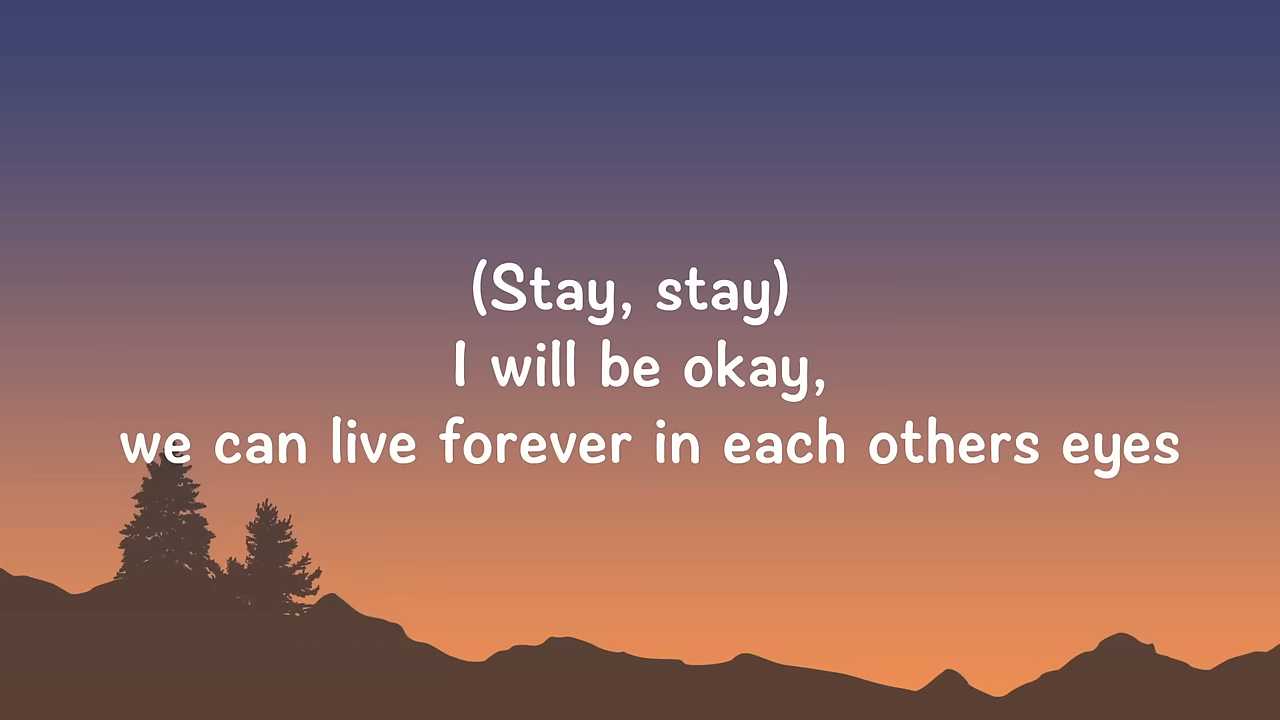 (Stay, stay)
I will be okay,
we can live forever in each others eyes